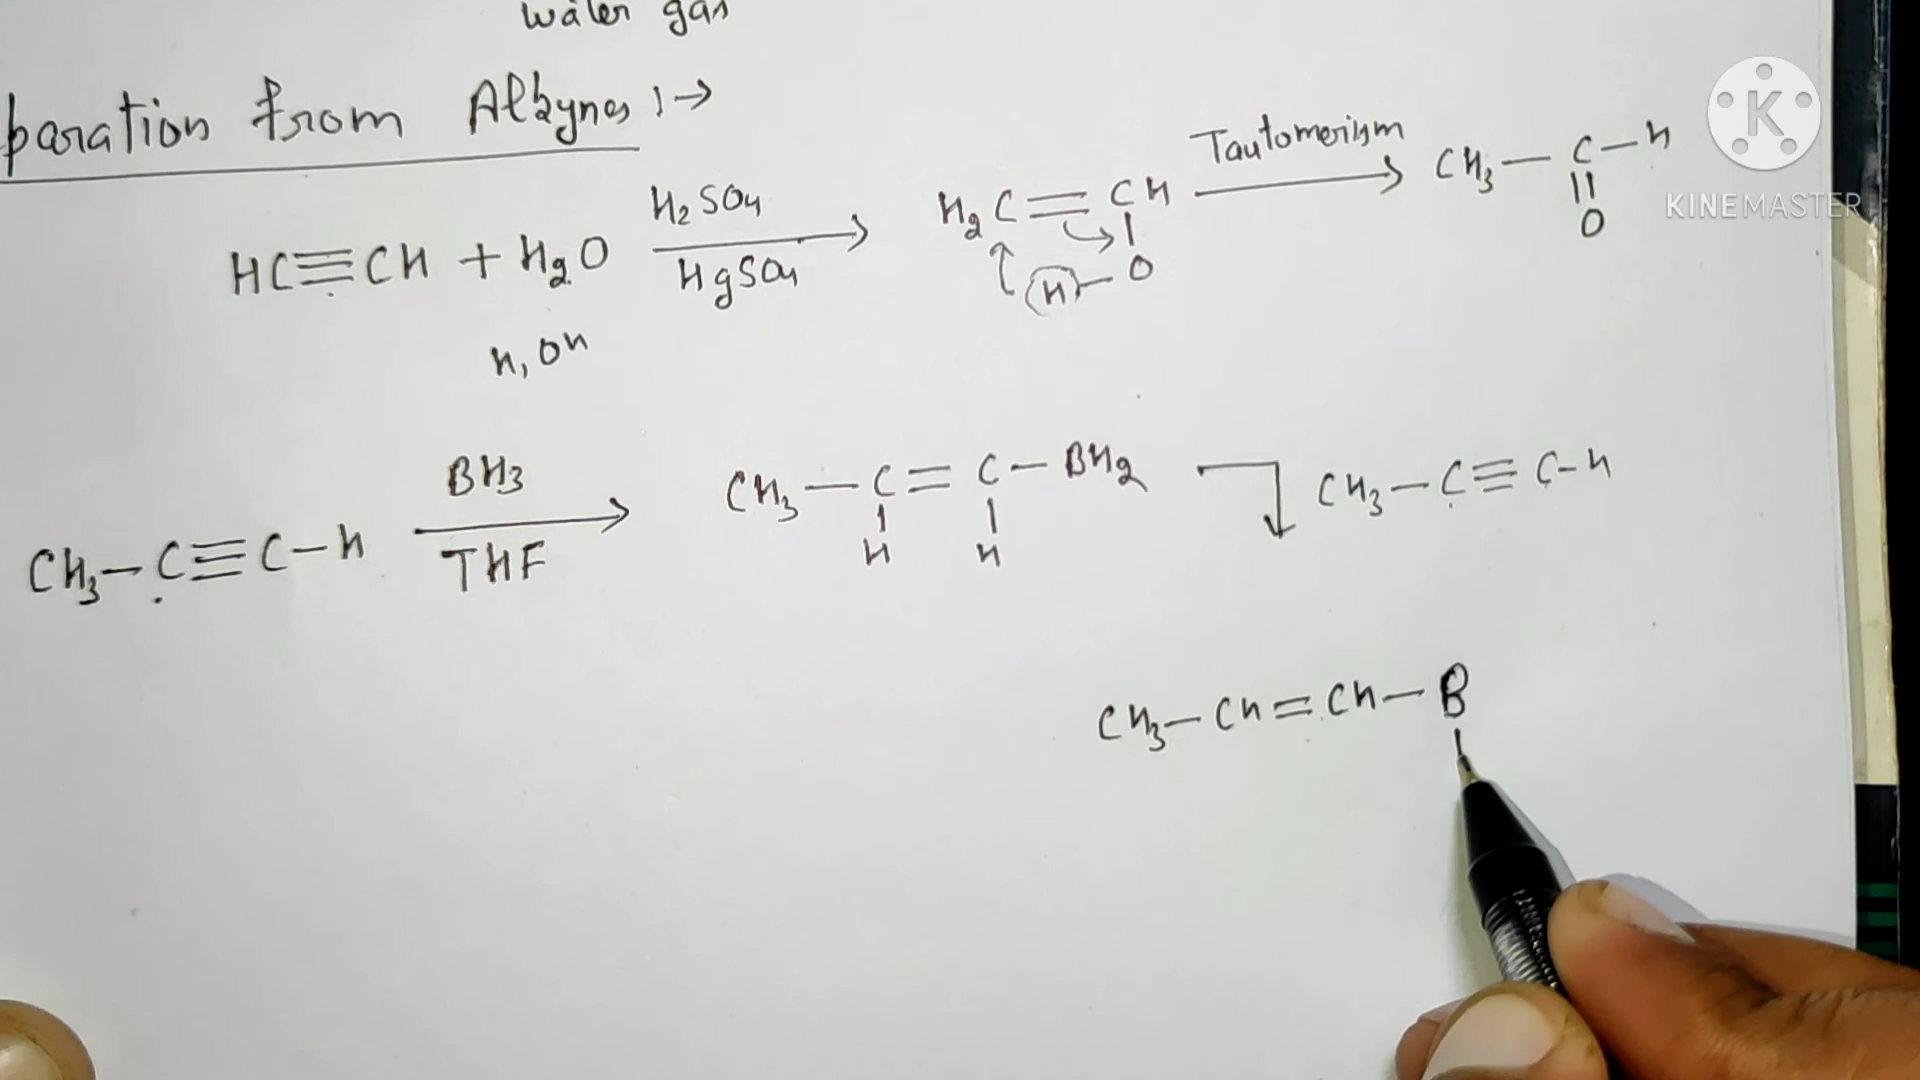 water gas
paration from Alkynes :→
H₂SO₄
HC≡CH + H₂O → H₂C=CH
HgSO₄
O
H
Tautomerism
→ CH₃—C—H
O
H, OH
BH₃
CH₃—C≡C—H → CH₃—C=C—BH₂
THF
H H
CH₃—C≡C—H
CH₃—CH=CH—B
K
KINEMASTER